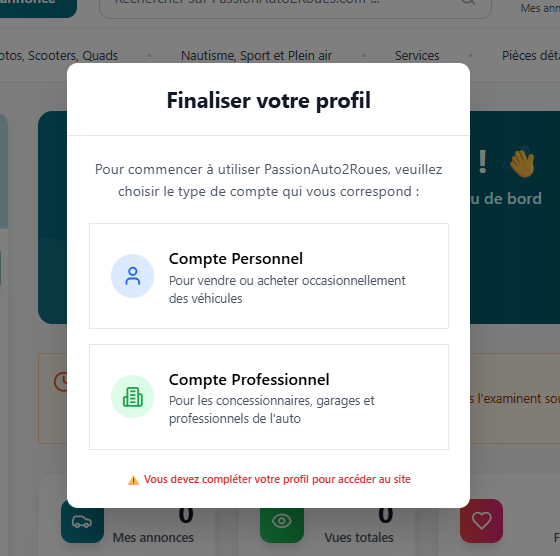 annonce
Rechercher sur PassionAuto2Roues.com ...
Mes ann
otos, Scooters, Quads
Nautisme, Sport et Plein air
Services
Pièces dét
Finaliser votre profil
!
u de bord
Pour commencer à utiliser PassionAuto2Roues, veuillez
choisir le type de compte qui vous correspond :
Compte Personnel
Pour vendre ou acheter occasionnellement
des véhicules
Compte Professionnel
Pour les concessionnaires, garages et
professionnels de l'auto
s l'examinent sou
Vous devez compléter votre profil pour accéder au site
0
Mes annonces
0
Vues totales
F